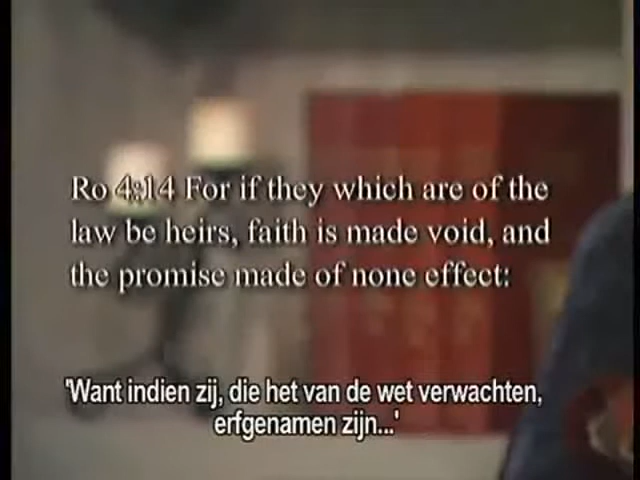 Ro 4:14 For if they which are of the
law be heirs, faith is made void, and
the promise made of none effect:
'Want indien zij, die het van de wet verwachten,
erfgenamen zijn...'